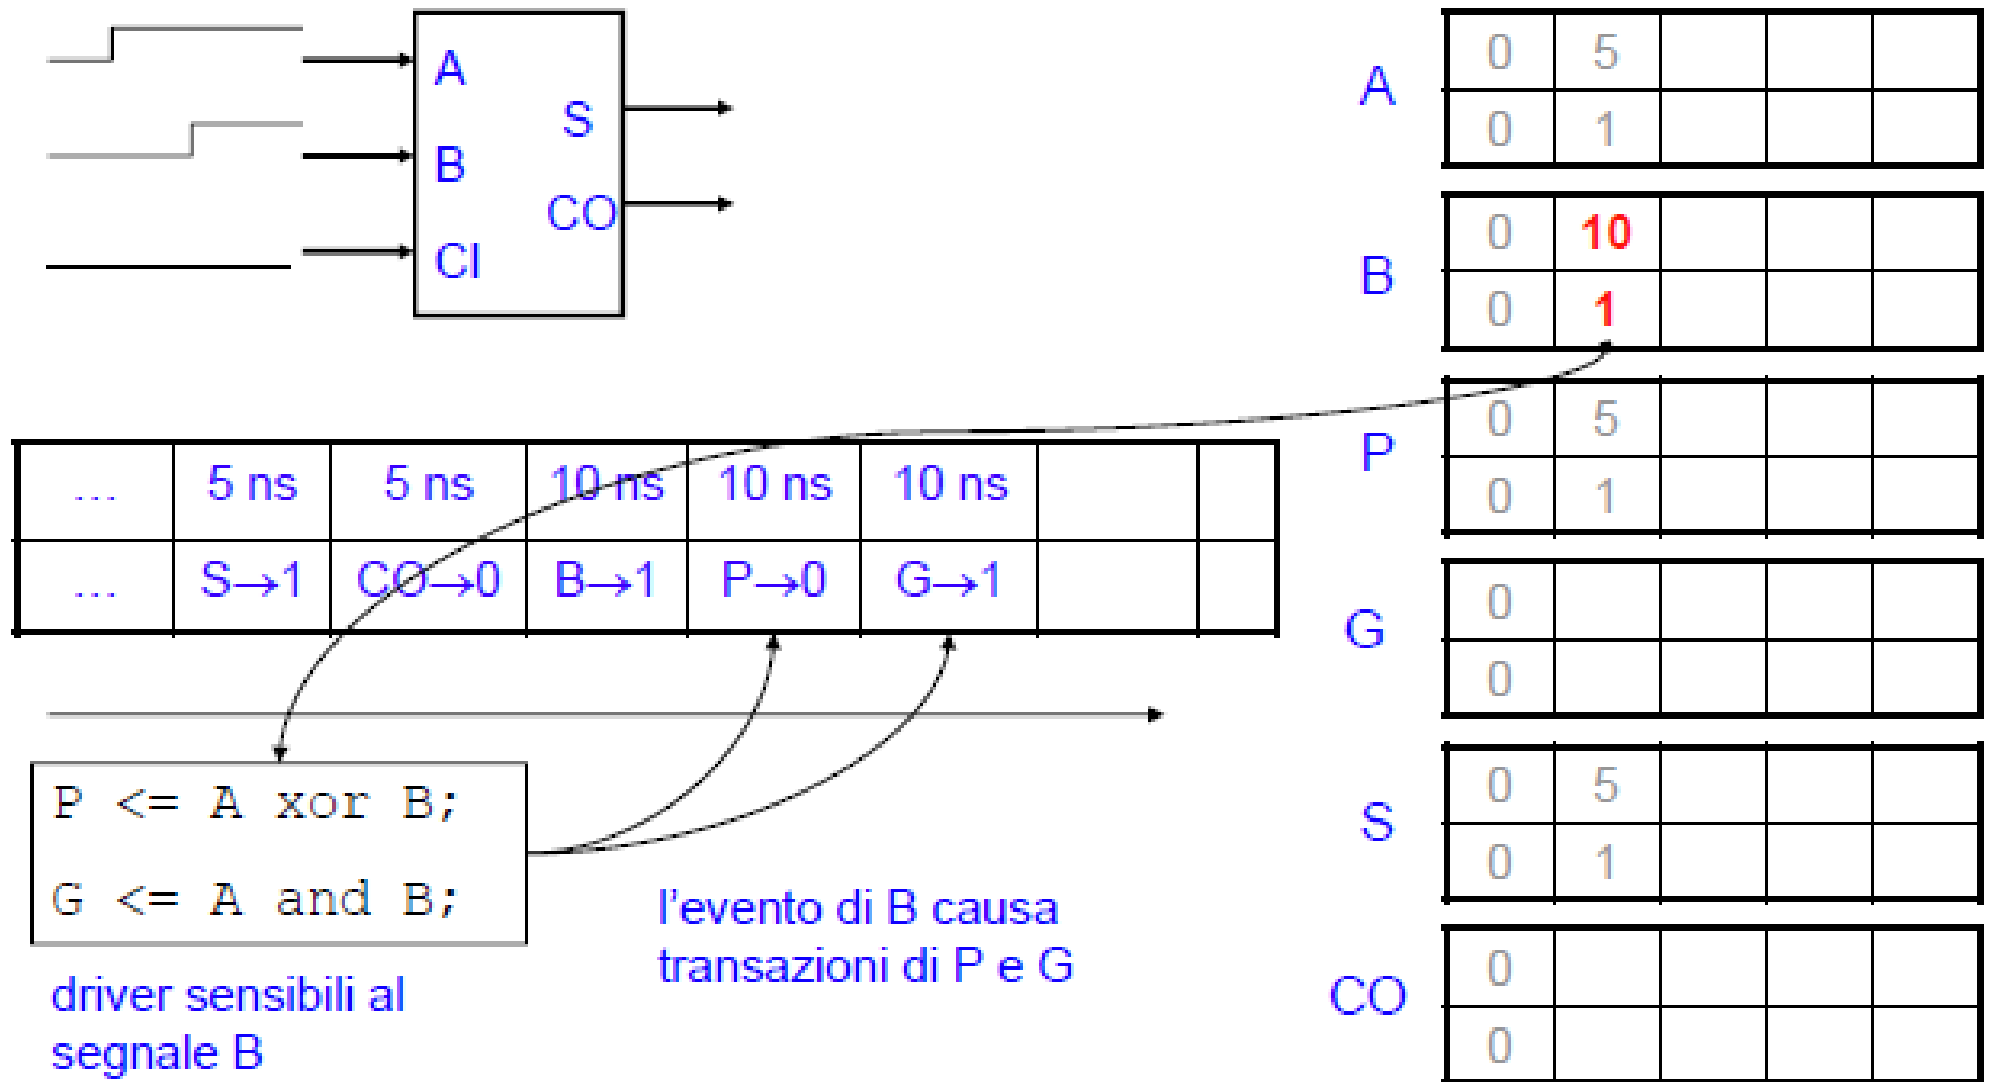 A
B
CI
S
CO
... 5 ns 5 ns 10 ns 10 ns 10 ns
... S→1 CO→0 B→1 P→0 G→1
P <= A xor B;
G <= A and B;
driver sensibili al
segnale B
l'evento di B causa
transazioni di P e G
A
0 5
0 1
B
0 10
0 1
P
0 5
0 1
G
0
0
S
0 5
0 1
CO
0
0